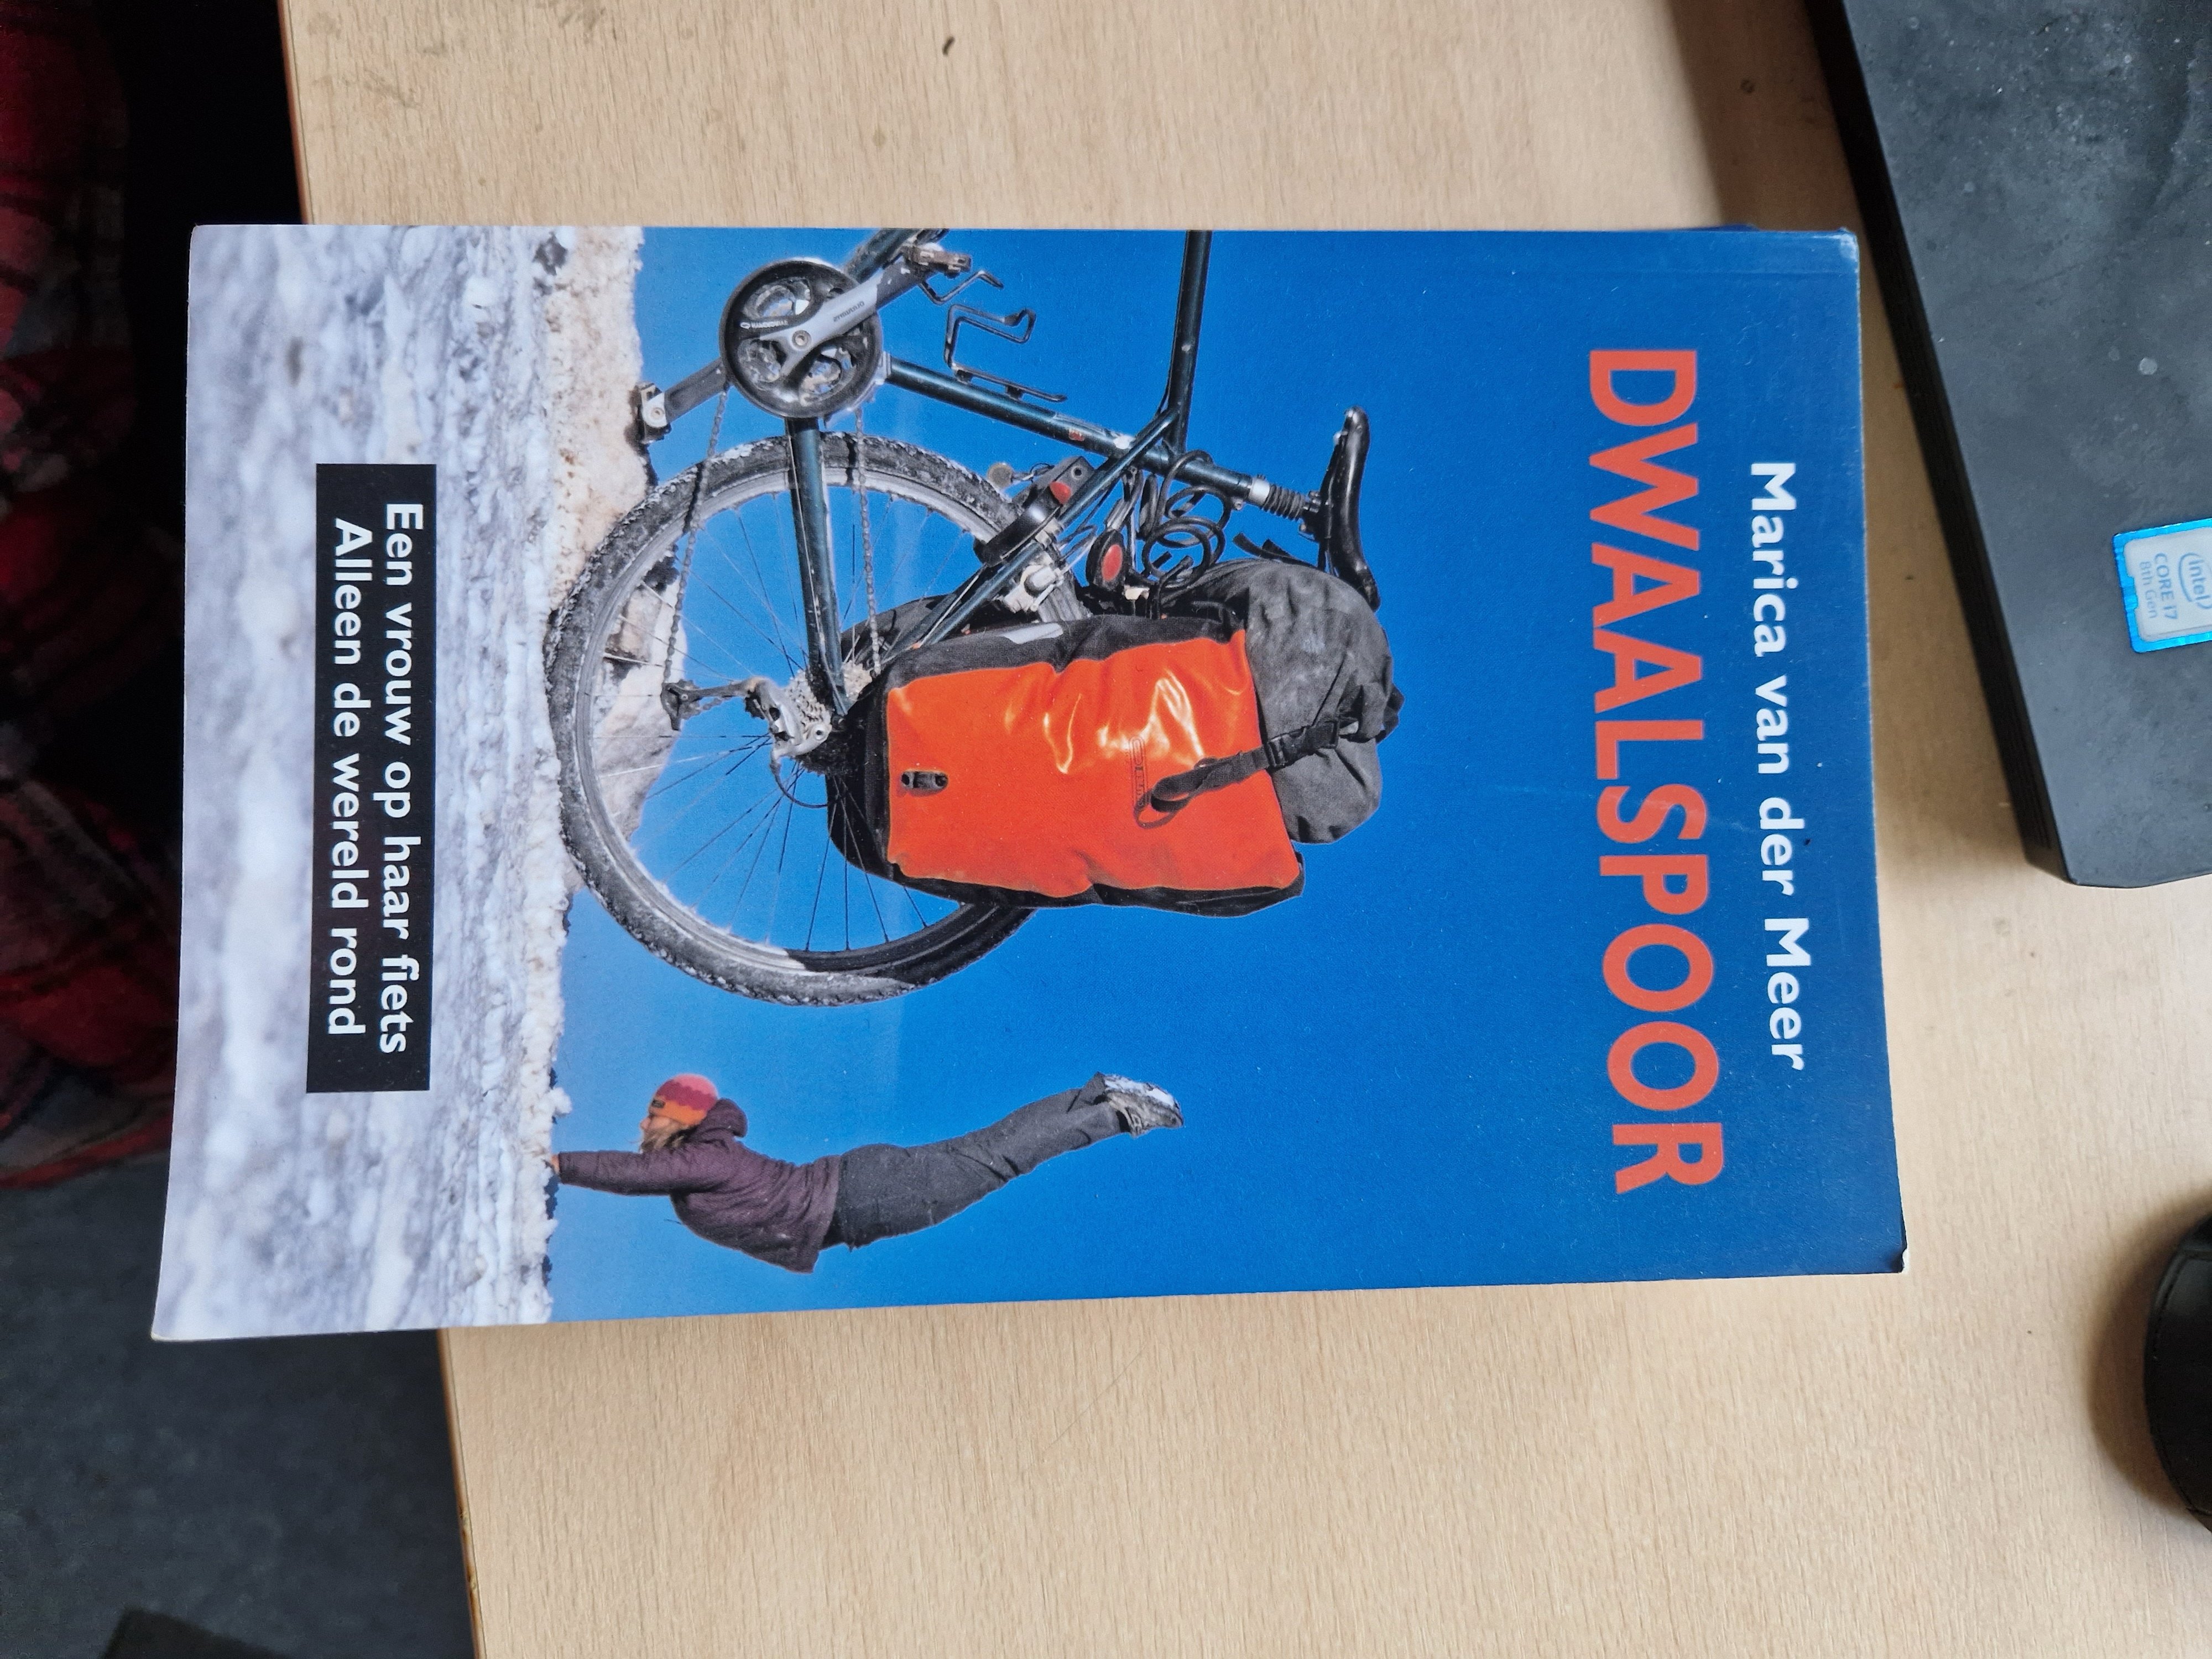 Marica van der Meer
DWAALSPOOR
Een vrouw op haar fiets
Alleen de wereld rond
intel
CORE i7
8th Gen